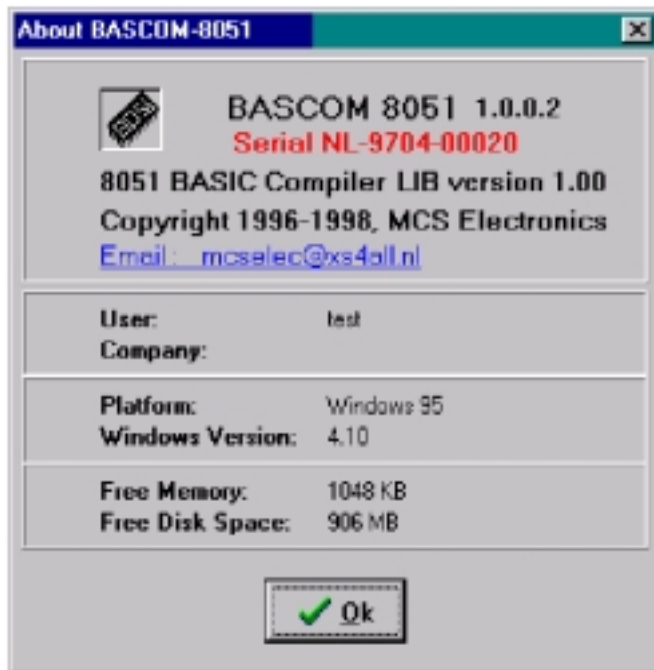 About BASCOM-8051
BASCOM 8051 1.0.0.2
Serial NL-9704-00020
8051 BASIC Compiler LIB version 1.00
Copyright 1996-1998, MCS Electronics
Email : mcselec@xs4all.nl
User: test
Company:
Platform: Windows 95
Windows Version: 4.10
Free Memory: 1048 KB
Free Disk Space: 906 MB
Ok